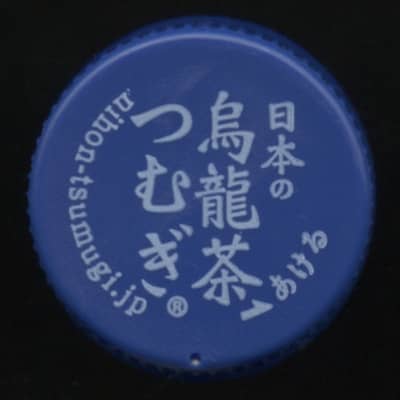 日本の
烏龍茶
つむぎ®
あける
nihon-tsumugi.jp